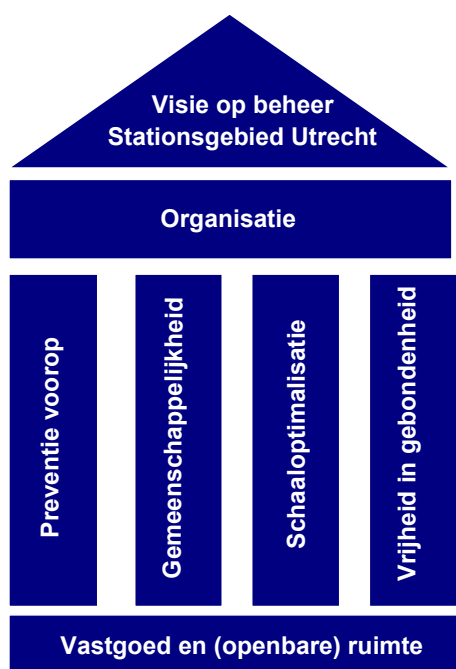 Visie op beheer
Stationsgebied Utrecht
Organisatie
Preventie voorop
Gemeenschappelijkheid
Schaaloptimalisatie
Vrijheid in gebondenheid
Vastgoed en (openbare) ruimte